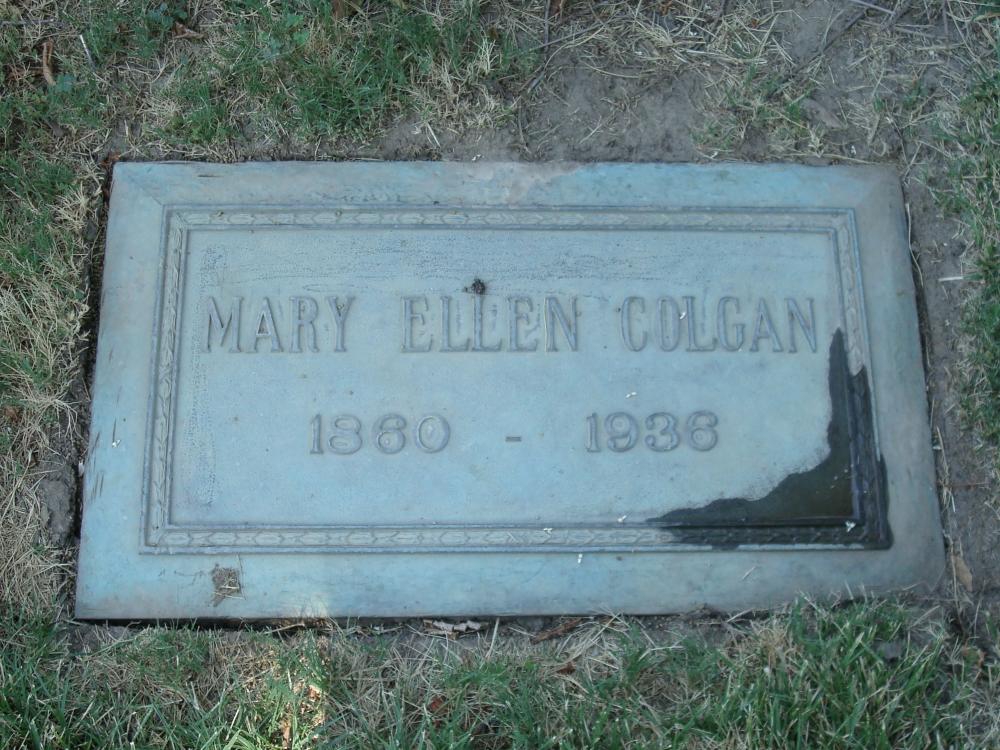 MARY ELLEN COLGAN
1860 - 1936